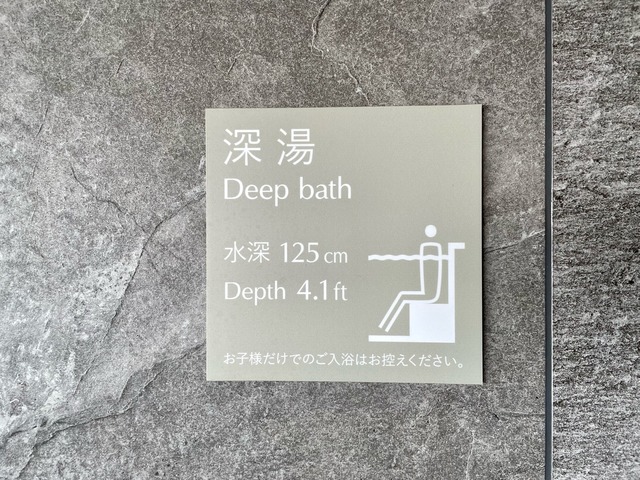 深湯
Deep bath
水深 125cm
Depth 4.1ft
お子様だけでのご入浴はお控えください。